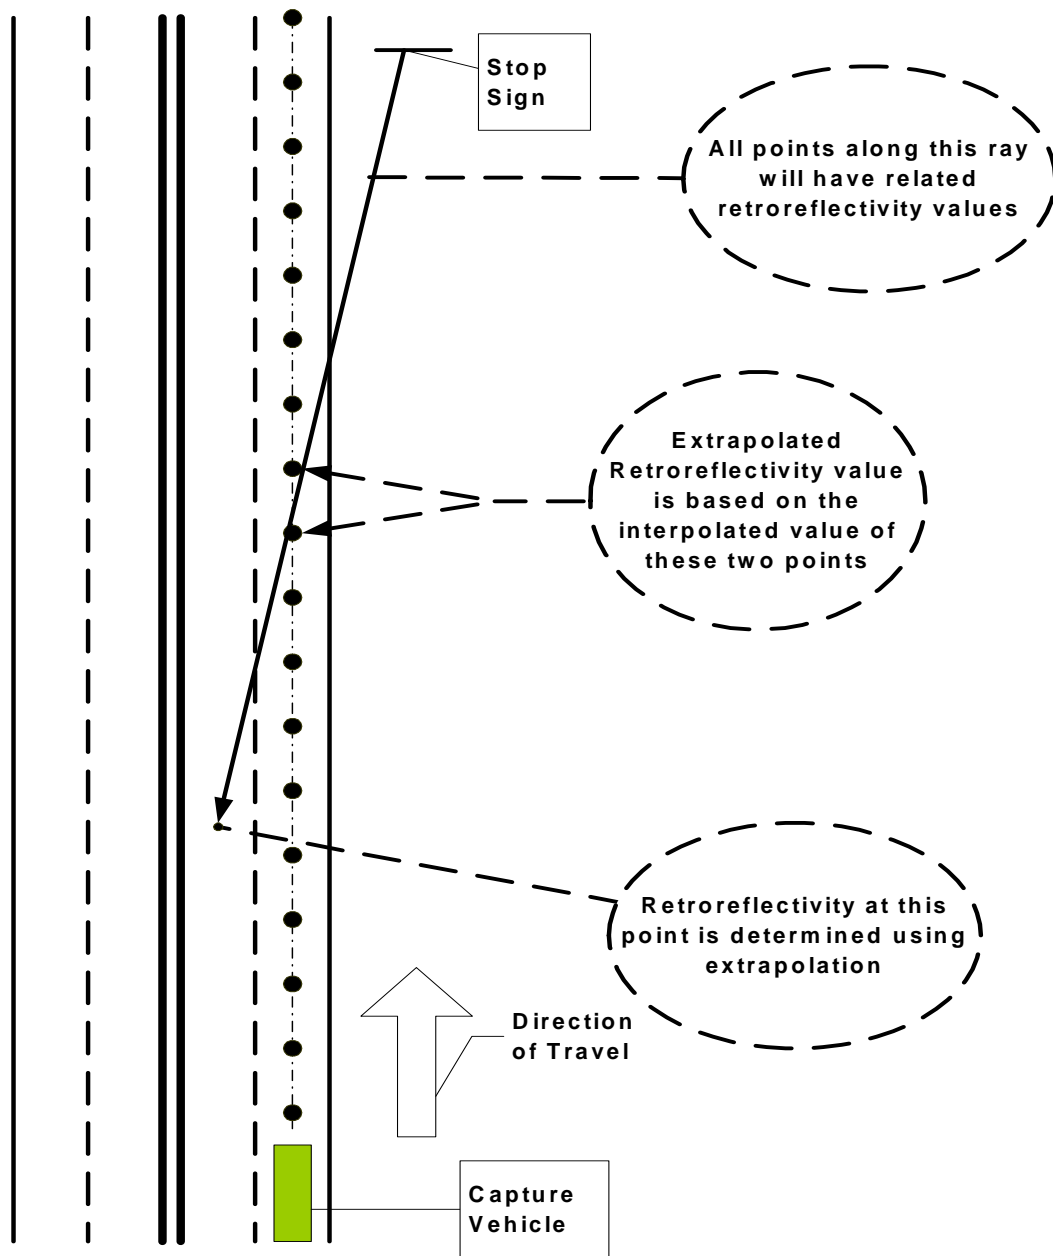 Stop
Sign
All points along this ray
will have related
retroreflectivity values
Extrapolated
Retroreflectivity value
is based on the
interpolated value of
these two points
Retroreflectivity at this
point is determined using
extrapolation
Direction
of Travel
Capture
Vehicle